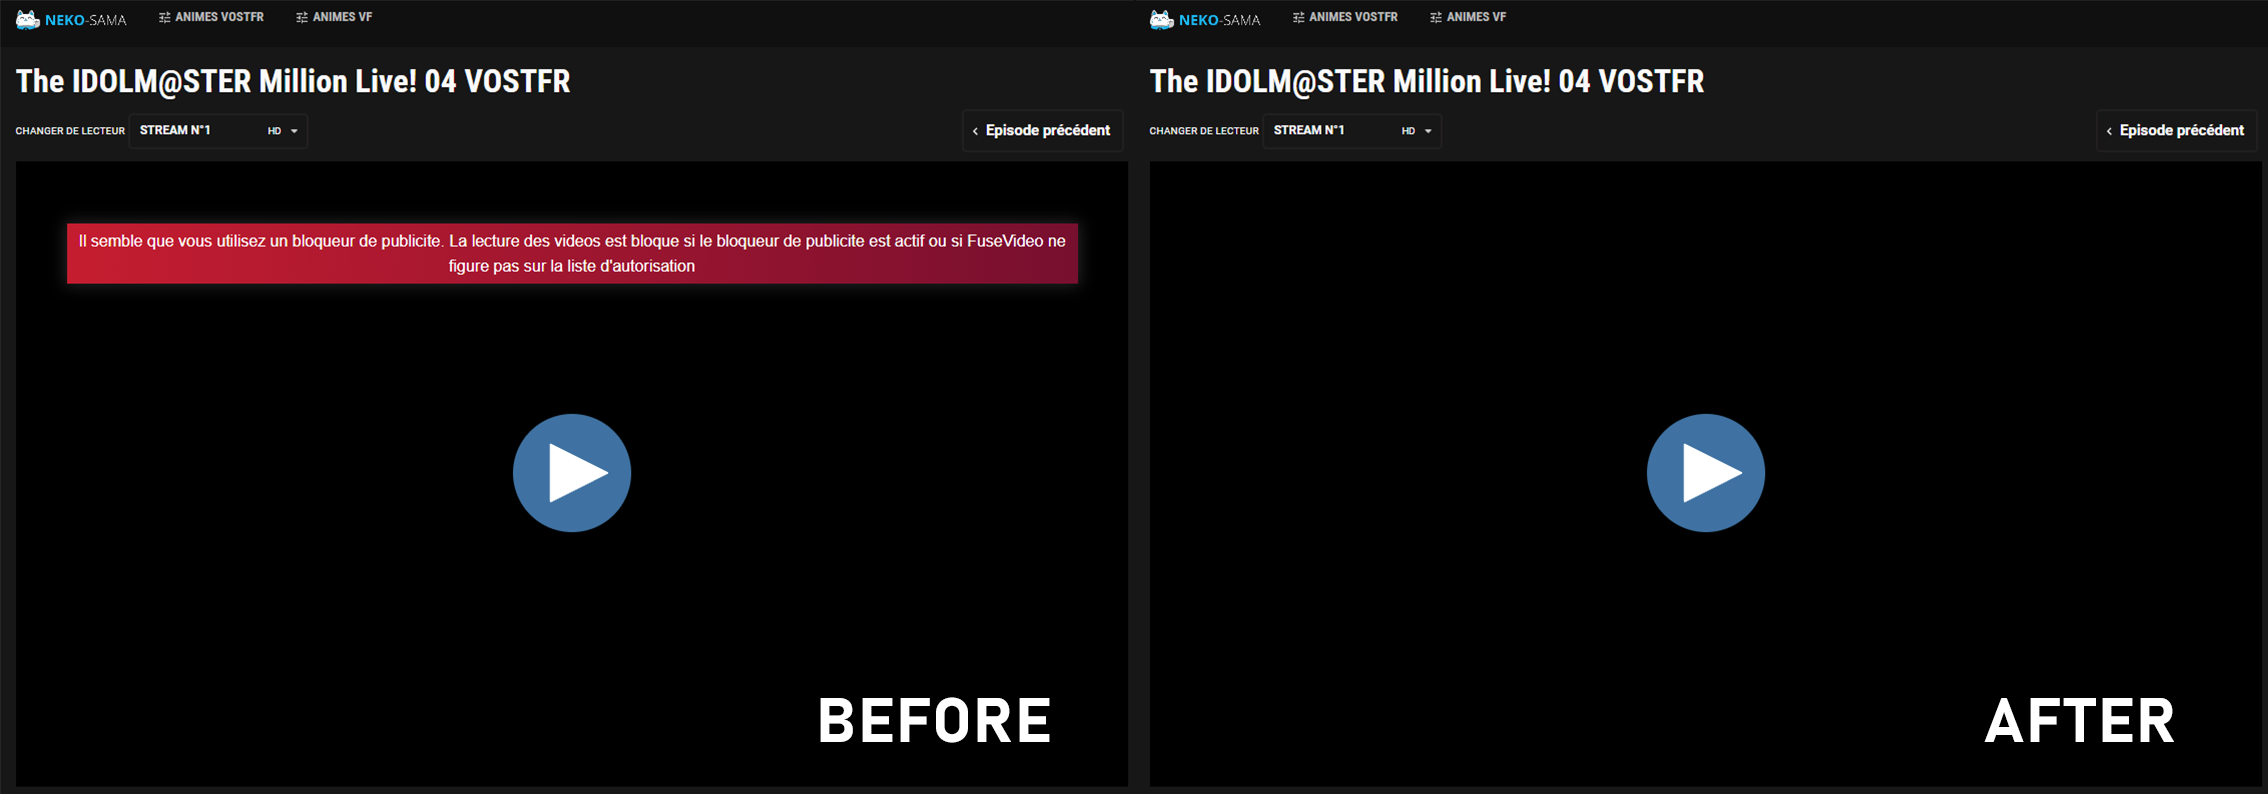 NEKO-SAMA ANIMES VOSTFR ANIMES VF
The IDOLM@STER Million Live! 04 VOSTFR
CHANGER DE LECTEUR STREAM N°1 HD Episode précédent
Il semble que vous utilisez un bloqueur de publicite. La lecture des videos est bloque si le bloqueur de publicite est actif ou si FuseVideo ne
figure pas sur la liste d'autorisation
BEFORE
NEKO-SAMA ANIMES VOSTFR ANIMES VF
The IDOLM@STER Million Live! 04 VOSTFR
CHANGER DE LECTEUR STREAM N°1 HD Episode précédent
AFTER